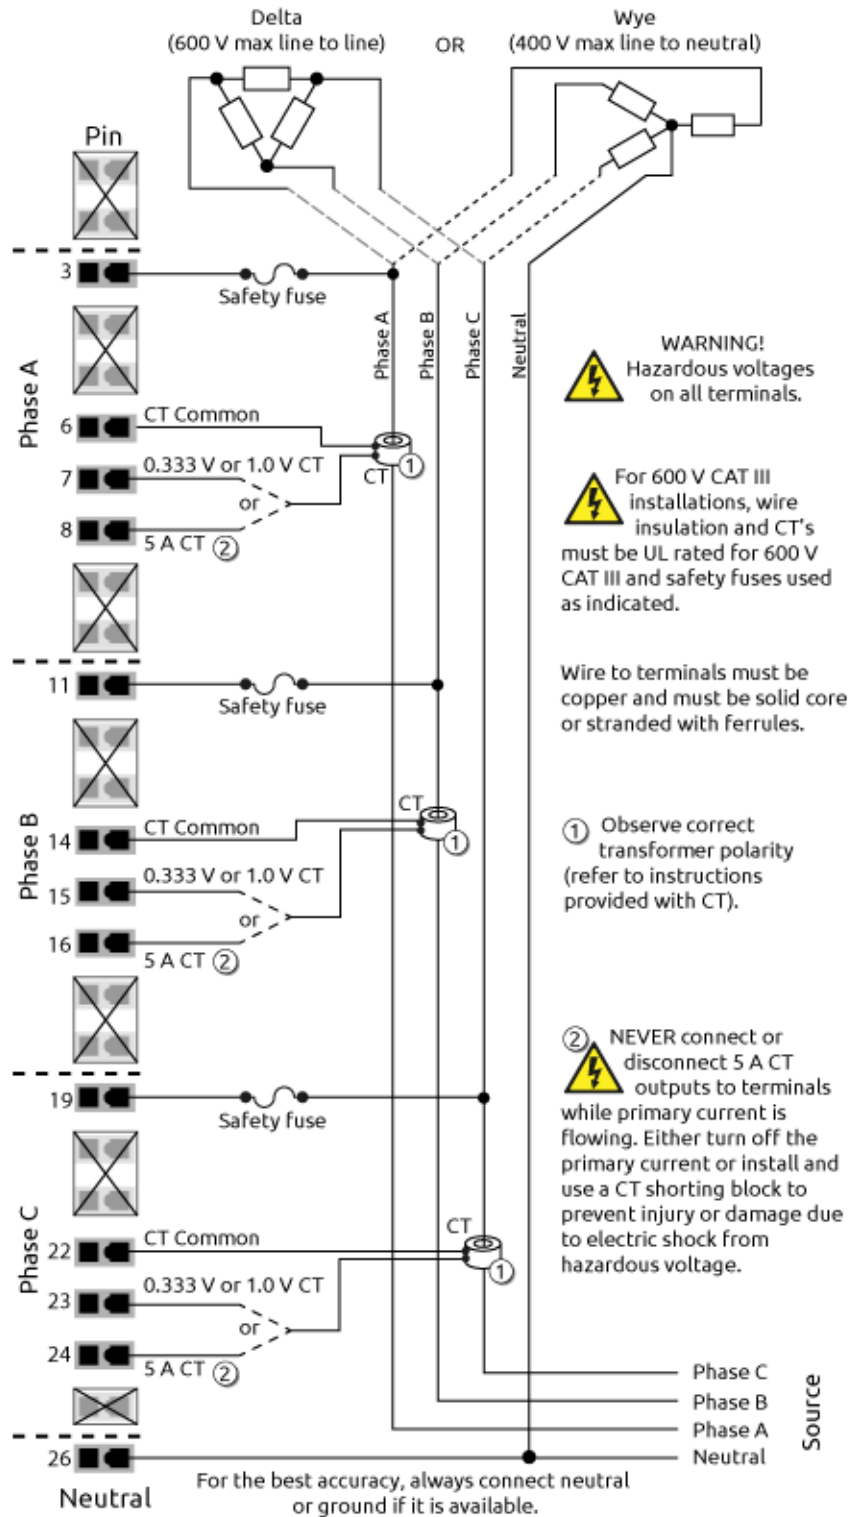 Delta
(600 V max line to line)
OR
Wye
(400 V max line to neutral)
Pin
3
Safety fuse
Phase A
Phase B
Phase C
Neutral
WARNING!
Hazardous voltages
on all terminals.
Phase A
6
CT Common
7
0.333 V or 1.0 V CT
or
8
5 A CT ②
CT
①
For 600 V CAT III
installations, wire
insulation and CT's
must be UL rated for 600 V
CAT III and safety fuses used
as indicated.
11
Safety fuse
Wire to terminals must be
copper and must be solid core
or stranded with ferrules.
Phase B
14
CT Common
15
0.333 V or 1.0 V CT
or
16
5 A CT ②
CT
①
① Observe correct
transformer polarity
(refer to instructions
provided with CT).
19
Safety fuse
② NEVER connect or
disconnect 5 A CT
outputs to terminals
while primary current is
flowing. Either turn off the
primary current or install and
use a CT shorting block to
prevent injury or damage due
to electric shock from
hazardous voltage.
Phase C
22
CT Common
23
0.333 V or 1.0 V CT
or
24
5 A CT ②
CT
①
Phase C
Phase B
Phase A
Neutral
Source
26
Neutral
For the best accuracy, always connect neutral
or ground if it is available.